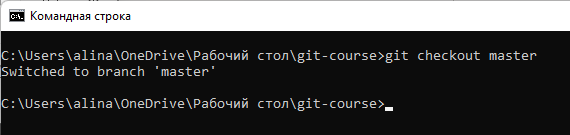 Командная строка
C:\Users\alina\OneDrive\Рабочий стол\git-course>git checkout master
Switched to branch 'master'
C:\Users\alina\OneDrive\Рабочий стол\git-course>